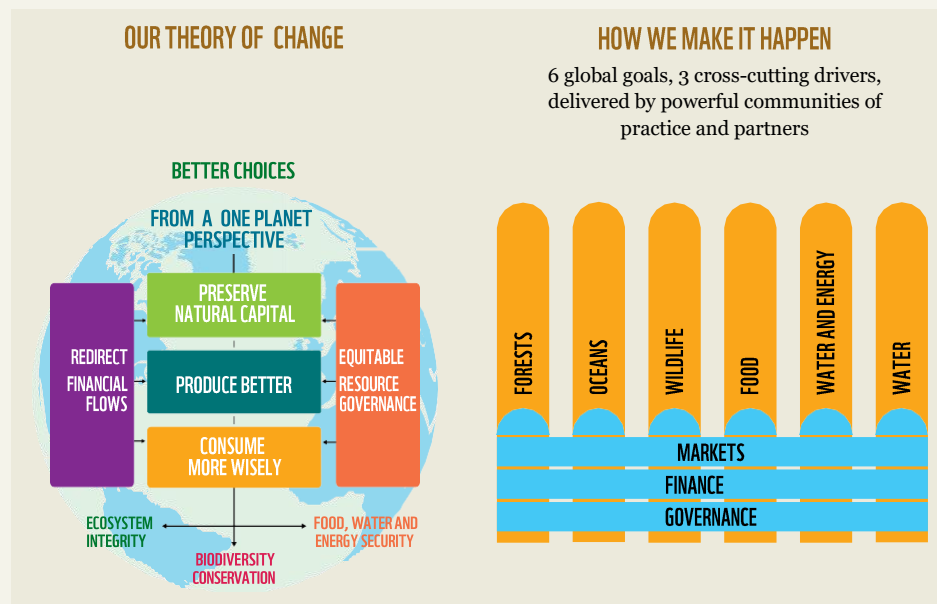 OUR THEORY OF CHANGE
BETTER CHOICES
FROM A ONE PLANET
PERSPECTIVE
PRESERVE
NATURAL CAPITAL
REDIRECT
FINANCIAL
FLOWS
PRODUCE BETTER
EQUITABLE
RESOURCE
GOVERNANCE
CONSUME
MORE WISELY
ECOSYSTEM
INTEGRITY
BIODIVERSITY
CONSERVATION
FOOD, WATER AND
ENERGY SECURITY
HOW WE MAKE IT HAPPEN
6 global goals, 3 cross-cutting drivers,
delivered by powerful communities of
practice and partners
FORESTS
OCEANS
WILDLIFE
FOOD
WATER AND ENERGY
WATER
MARKETS
FINANCE
GOVERNANCE